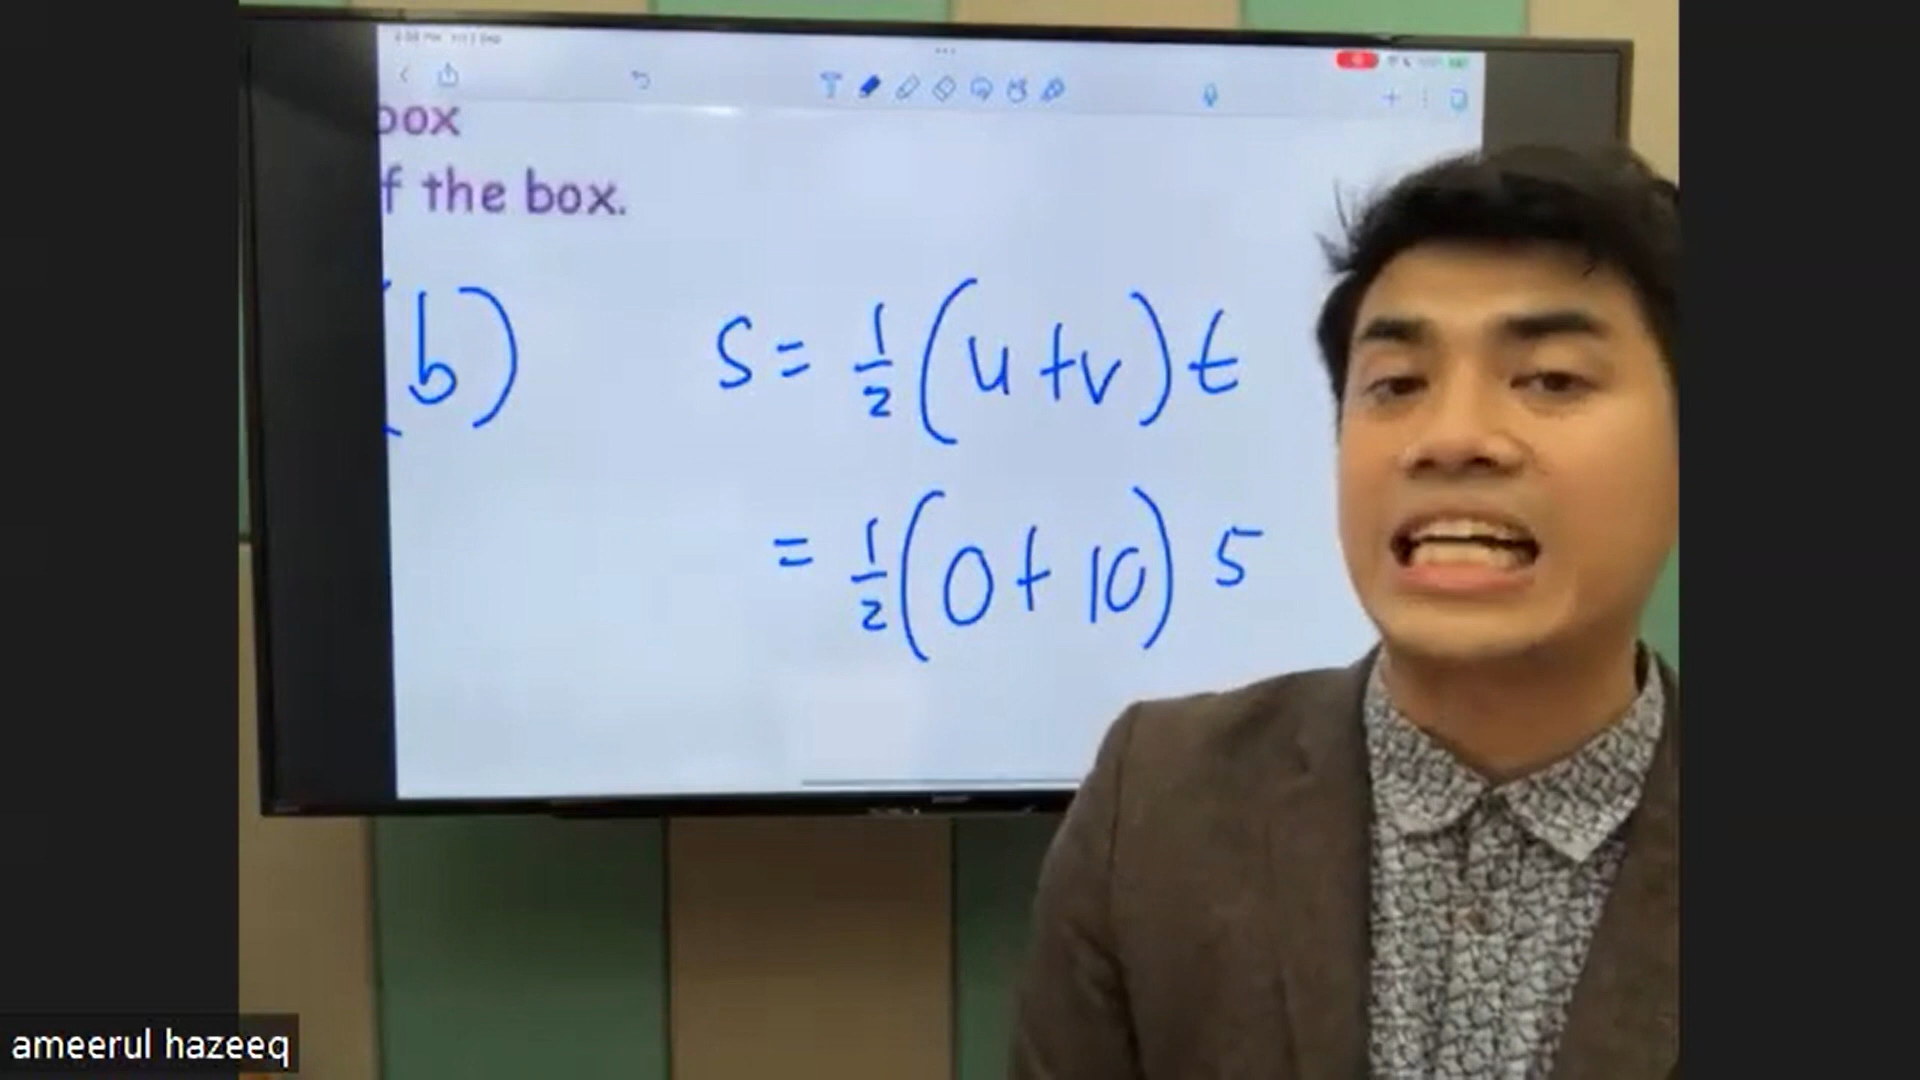 box
f the box.
(b) s = 1/2 (u + v) t
= 1/2 (0 + 10) 5
ameerul hazeeq